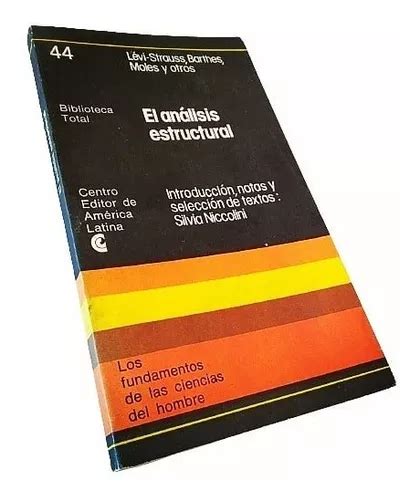 44
Lévi-Strauss, Barthes,
Moles y otros
Biblioteca
Total
El análisis
estructural
Centro
Editor de
América
Latina
Introducción, notas y
selección de textos:
Silvia Niccolini
Los
fundamentos
de las ciencias
del hombre